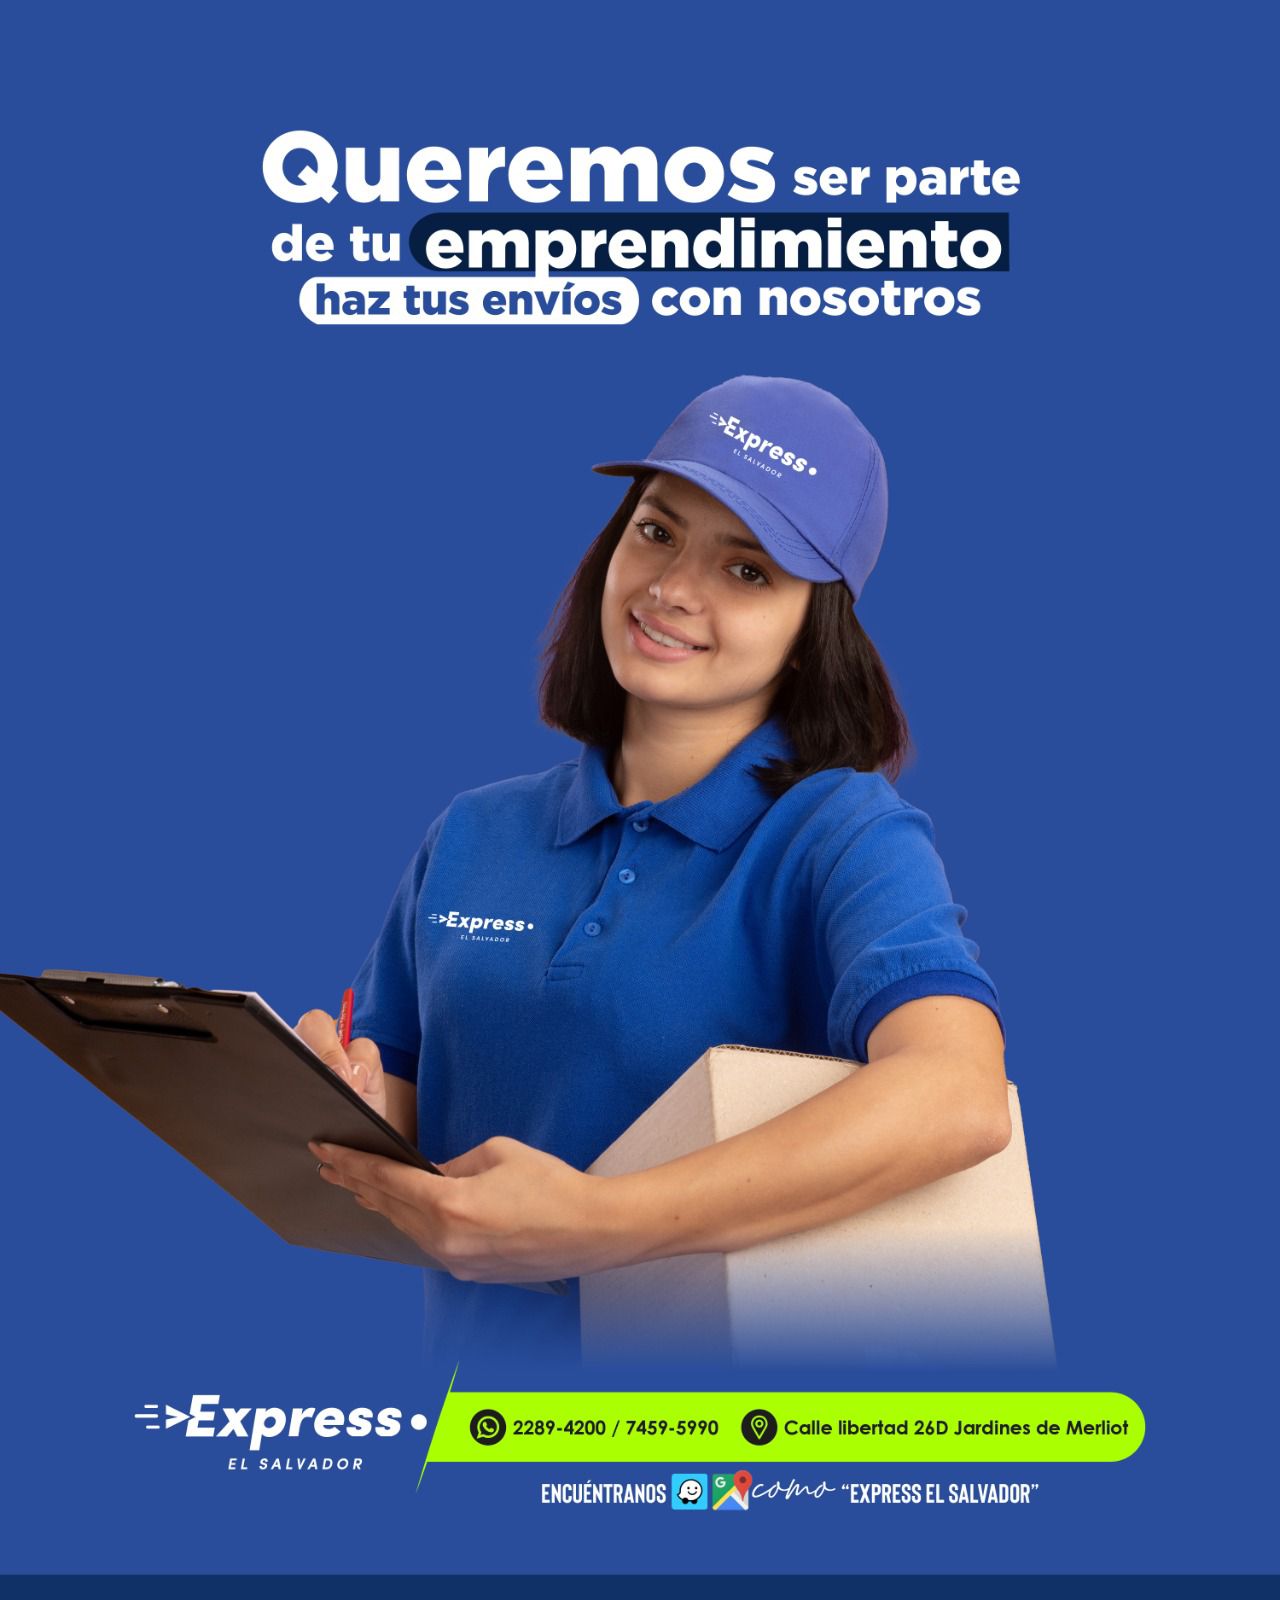 Queremos ser parte
de tu emprendimiento
haz tus envíos con nosotros
Express
EL SALVADOR
Express
EL SALVADOR
Express
EL SALVADOR
2289-4200 / 7459-5990
Calle libertad 26D Jardines de Merliot
ENCUÉNTRANOS G como “EXPRESS EL SALVADOR”